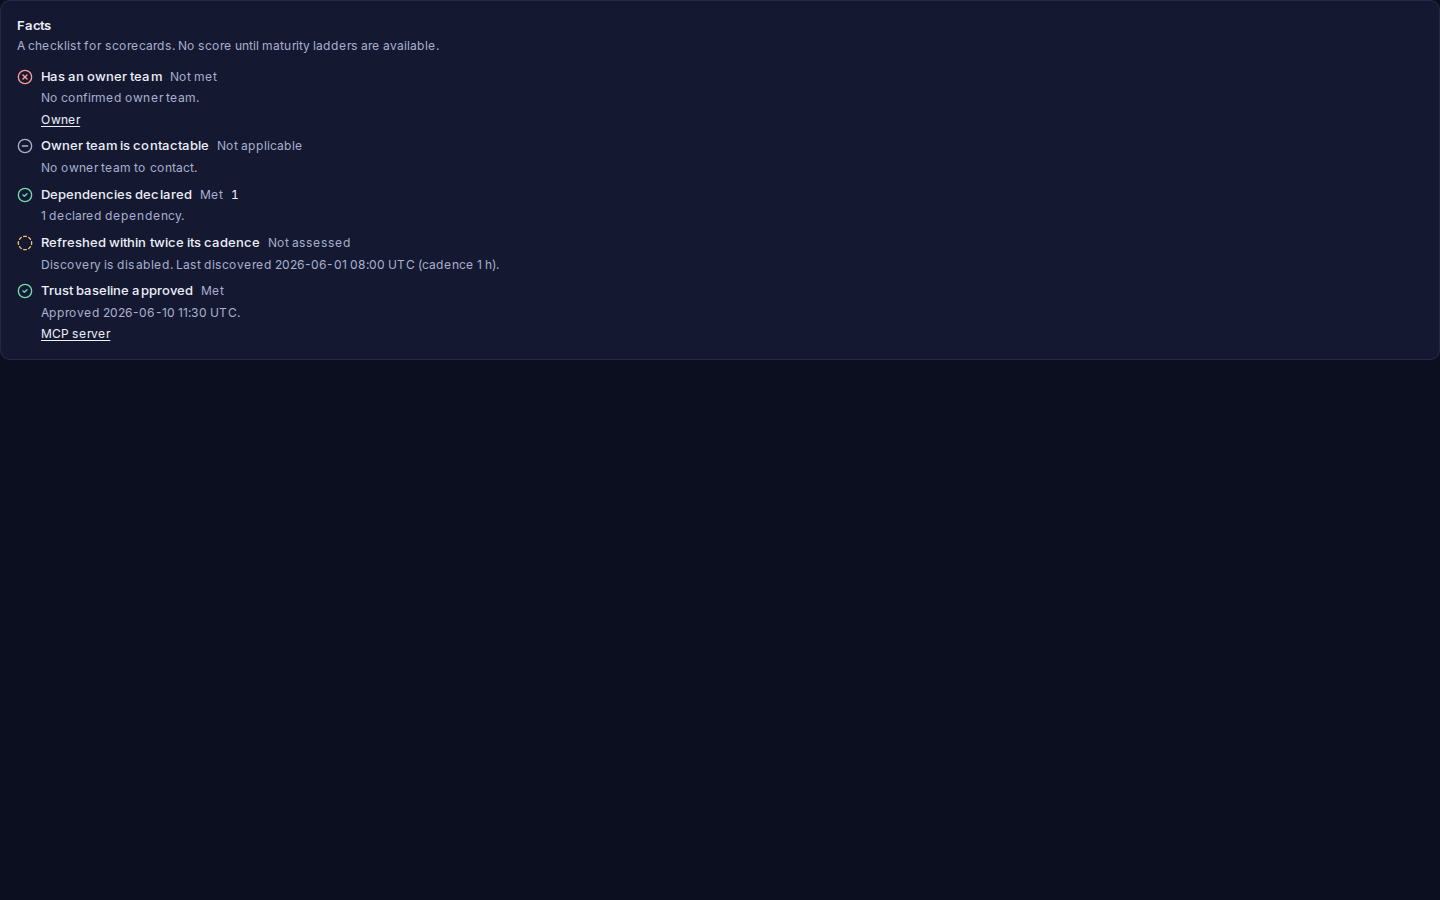 Facts
A checklist for scorecards. No score until maturity ladders are available.
Has an owner team Not met
No confirmed owner team.
Owner
Owner team is contactable Not applicable
No owner team to contact.
Dependencies declared Met 1
1 declared dependency.
Refreshed within twice its cadence Not assessed
Discovery is disabled. Last discovered 2026-06-01 08:00 UTC (cadence 1 h).
Trust baseline approved Met
Approved 2026-06-10 11:30 UTC.
MCP server